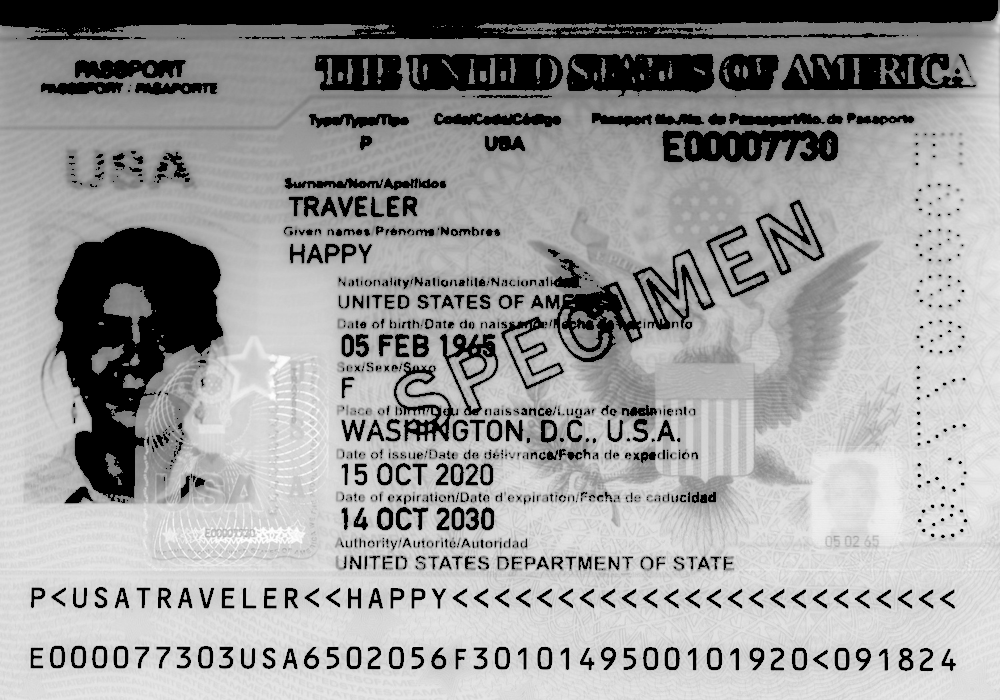 PASSPORT
PASSEPORT / PASAPORTE
THE UNITED STATES OF AMERICA
Type/Type/Tipo Code/Code/Código Passport No./No. du Passeport/No. de Pasaporte
P USA E00007730
USA
Surname/Nom/Apellidos
TRAVELER
Given names/Prénoms/Nombres
HAPPY
Nationality/Nationalité/Nacionalidad
UNITED STATES OF AMERICA
Date of birth/Date de naissance/Fecha de nacimiento
05 FEB 1965
Sex/Sexe/Sexo
F
Place of birth/Lieu de naissance/Lugar de nacimiento
WASHINGTON, D.C., U.S.A.
Date of issue/Date de délivrance/Fecha de expedición
15 OCT 2020
Date of expiration/Date d'expiration/Fecha de caducidad
14 OCT 2030
Authority/Autorité/Autoridad
UNITED STATES DEPARTMENT OF STATE
SPECIMEN
USA
05 02 65
P<USATRAVELER<<HAPPY<<<<<<<<<<<<<<<<<<<<<<<<
E000077303USA6502056F3010149500101920<091824